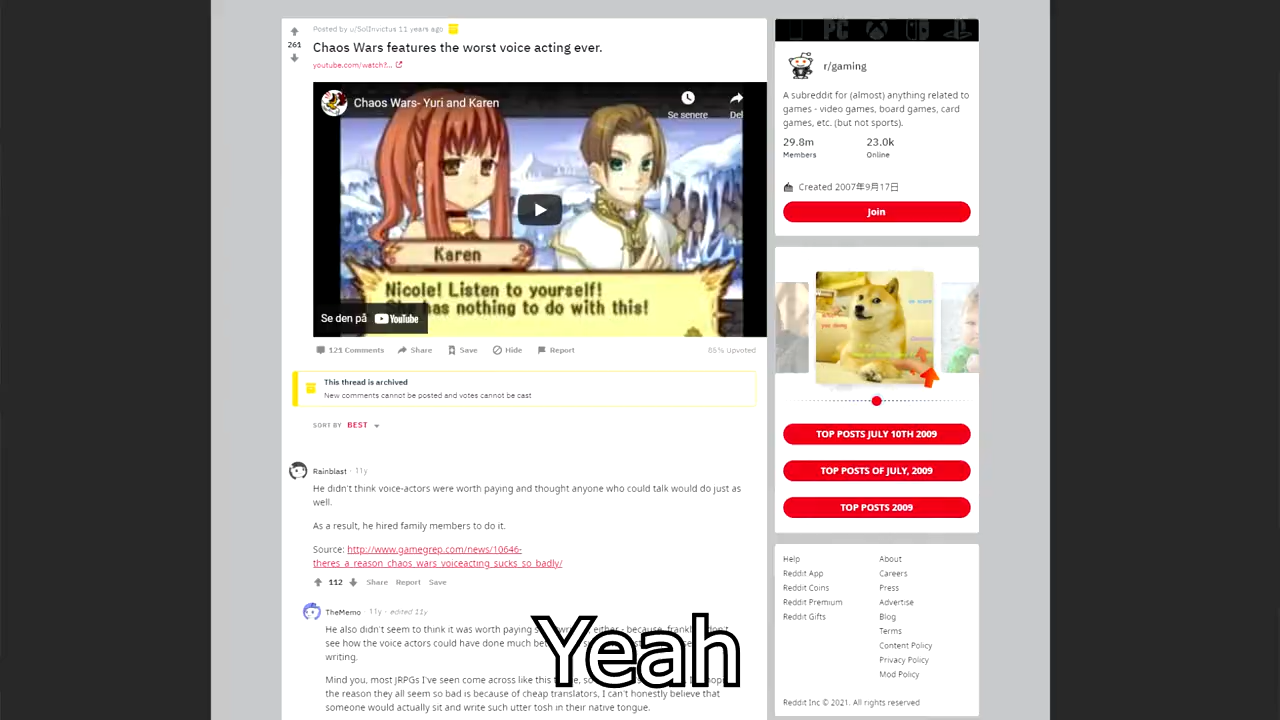 Posted by u/SolInvictus 11 years ago
261
Chaos Wars features the worst voice acting ever.
youtube.com/watch?...
Chaos Wars- Yuri and Karen
Se senere
Del
Karen
Nicole! Listen to yourself!
has nothing to do with this!
Se den på YouTube
121 Comments Share Save Hide Report 85% Upvoted
This thread is archived
New comments cannot be posted and votes cannot be cast
SORT BY BEST
Rainblast · 11y
He didn't think voice-actors were worth paying and thought anyone who could talk would do just as
well.
As a result, he hired family members to do it.
Source: http://www.gamegrep.com/news/10646-
theres_a_reason_chaos_wars_voiceacting_sucks_so_badly/
112 Share Report Save
TheMemo · 11y · edited 11y
He also didn't seem to think it was worth paying either - because, frankly don't
see how the voice actors could have done much
writing.
Mind you, most JRPGs I've seen come across like this
the reason they all seem so bad is because of cheap translators, I can't honestly believe that
someone would actually sit and write such utter tosh in their native tongue.
Yeah
PC
r/gaming
A subreddit for (almost) anything related to
games - video games, board games, card
games, etc. (but not sports).
29.8m 23.0k
Members Online
Created 2007年9月17日
Join
TOP POSTS JULY 10TH 2009
TOP POSTS OF JULY, 2009
TOP POSTS 2009
Help About
Reddit App Careers
Reddit Coins Press
Reddit Premium Advertise
Reddit Gifts Blog
Terms
Content Policy
Privacy Policy
Mod Policy
Reddit Inc © 2021. All rights reserved